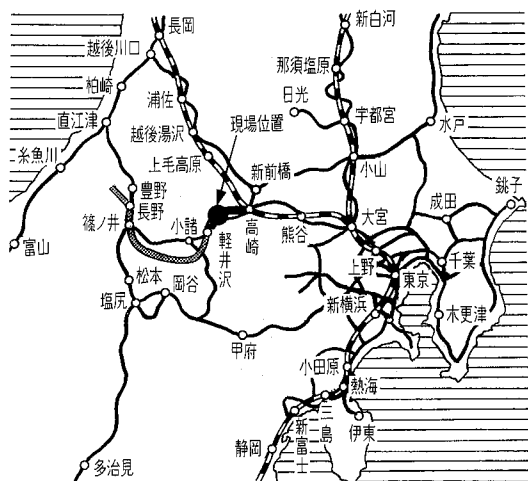 長岡
新白河
越後川口
那須塩原
柏崎
浦佐
日光
宇都宮
直江津
越後湯沢
現場位置
水戸
糸魚川
上毛高原
新前橋
小山
豊野
長野
成田
銚子
篠ノ井
小諸
軽井沢
高崎
熊谷
大宮
富山
上野
千葉
東京
松本
岡谷
新横浜
木更津
塩尻
甲府
小田原
熱海
三島
新富士
伊東
静岡
多治見